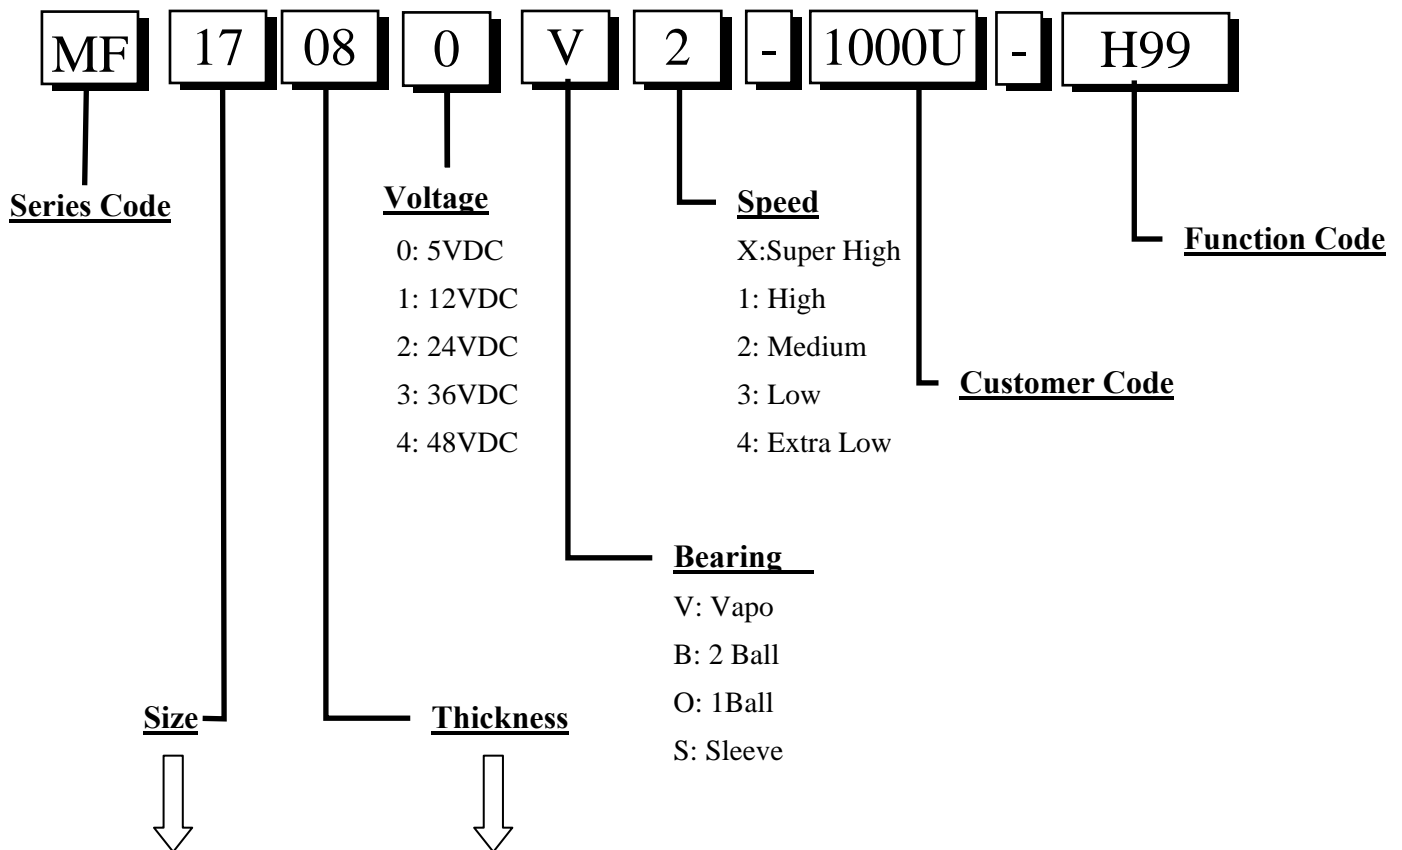 MF 17 08 0 V 2 - 1000U - H99
Series Code
Voltage
0: 5VDC
1: 12VDC
2: 24VDC
3: 36VDC
4: 48VDC
Speed
X:Super High
1: High
2: Medium
3: Low
4: Extra Low
Function Code
Customer Code
Bearing
V: Vapo
B: 2 Ball
O: 1Ball
S: Sleeve
Size
Thickness